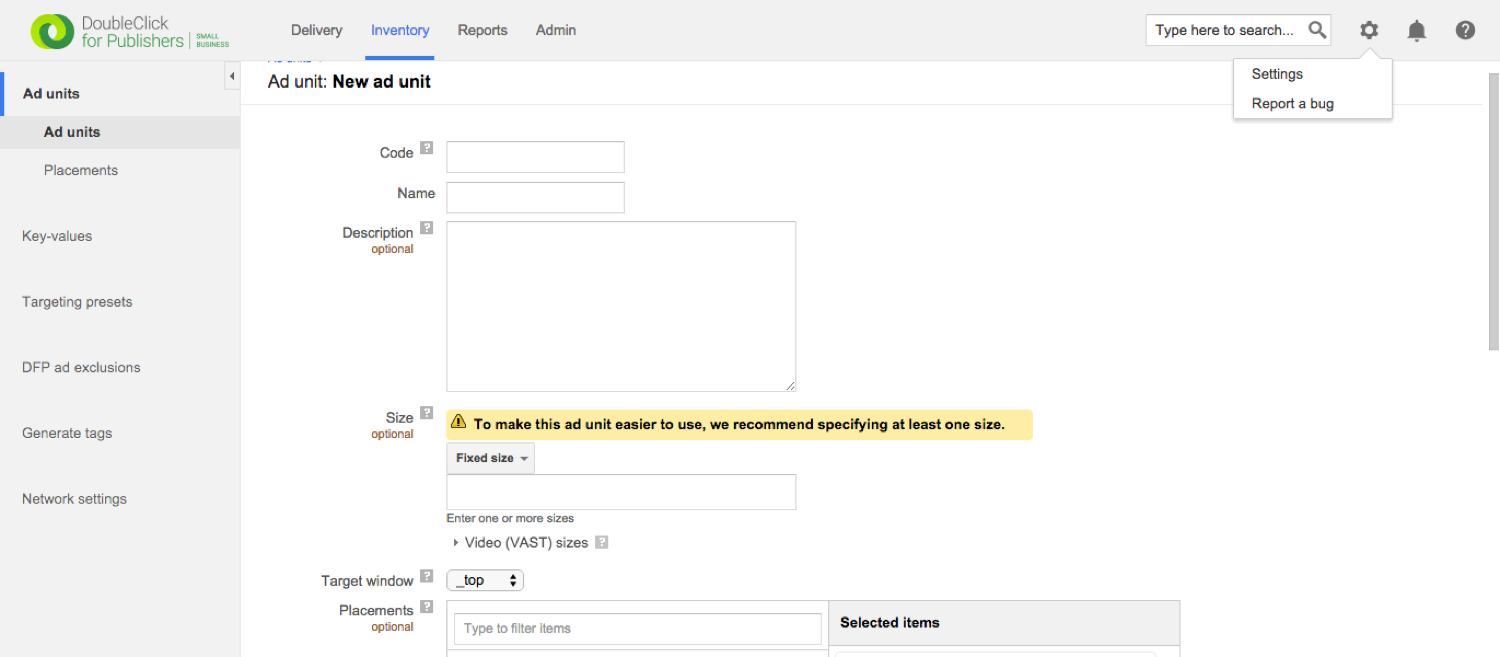 DoubleClick
for Publishers
SMALL
BUSINESS
Delivery
Inventory
Reports
Admin
Type here to search...
Settings
Report a bug
Ad units
Ad units
Placements
Key-values
Targeting presets
DFP ad exclusions
Generate tags
Network settings
Ad unit: New ad unit
Code ?
Name
Description ?
optional
Size ?
optional
To make this ad unit easier to use, we recommend specifying at least one size.
Fixed size
Enter one or more sizes
Video (VAST) sizes ?
Target window ?
_top
Placements ?
optional
Type to filter items
Selected items